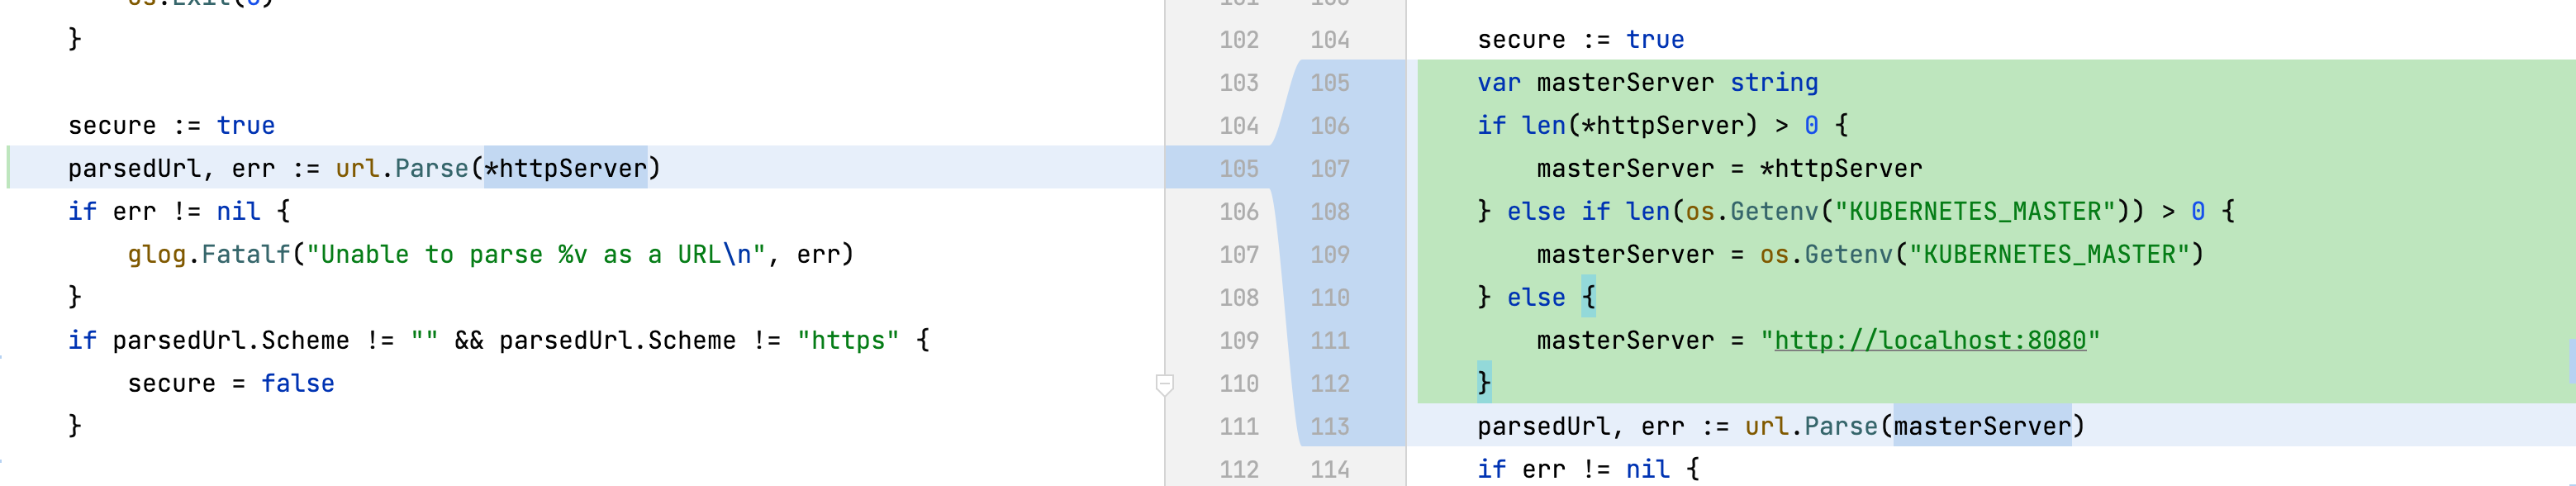 os.Exit(0)
}
secure := true
parsedUrl, err := url.Parse(*httpServer)
if err != nil {
glog.Fatalf("Unable to parse %v as a URL\n", err)
}
if parsedUrl.Scheme != "" && parsedUrl.Scheme != "https" {
secure = false
}
102 104
103 105
104 106
105 107
106 108
107 109
108 110
109 111
110 112
111 113
112 114
secure := true
var masterServer string
if len(*httpServer) > 0 {
masterServer = *httpServer
} else if len(os.Getenv("KUBERNETES_MASTER")) > 0 {
masterServer = os.Getenv("KUBERNETES_MASTER")
} else {
masterServer = "http://localhost:8080"
}
parsedUrl, err := url.Parse(masterServer)
if err != nil {